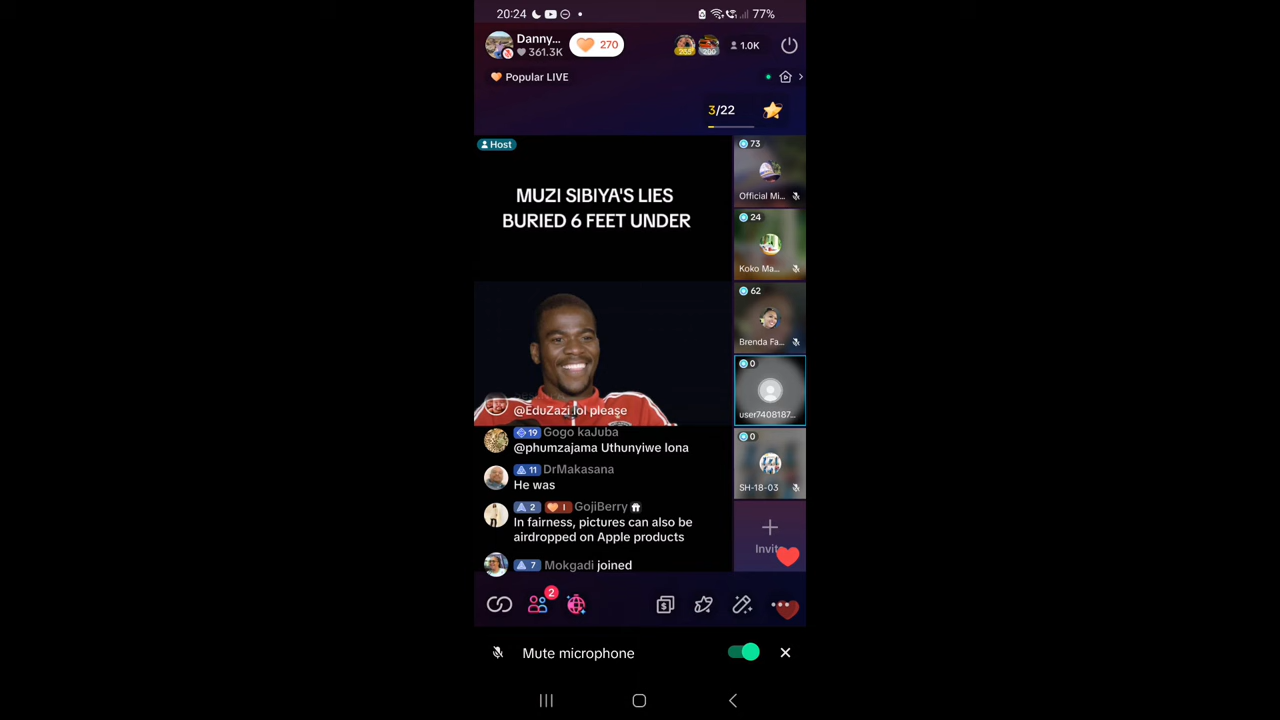 20:24
77%
Danny...
361.3K
270
1.0K
Popular LIVE
3/22
Host
MUZI SIBIYA'S LIES
BURIED 6 FEET UNDER
73
Official Mi...
24
Koko Ma...
62
Brenda Fa...
0
user7408187...
0
SH-18-03
@EduZazi lol please
19 Gogo kaJuba
@phumzajama Uthunyiwe lona
11 DrMakasana
He was
2 I GojiBerry
In fairness, pictures can also be
airdropped on Apple products
7 Mokgadi joined
Invite
2
Mute microphone